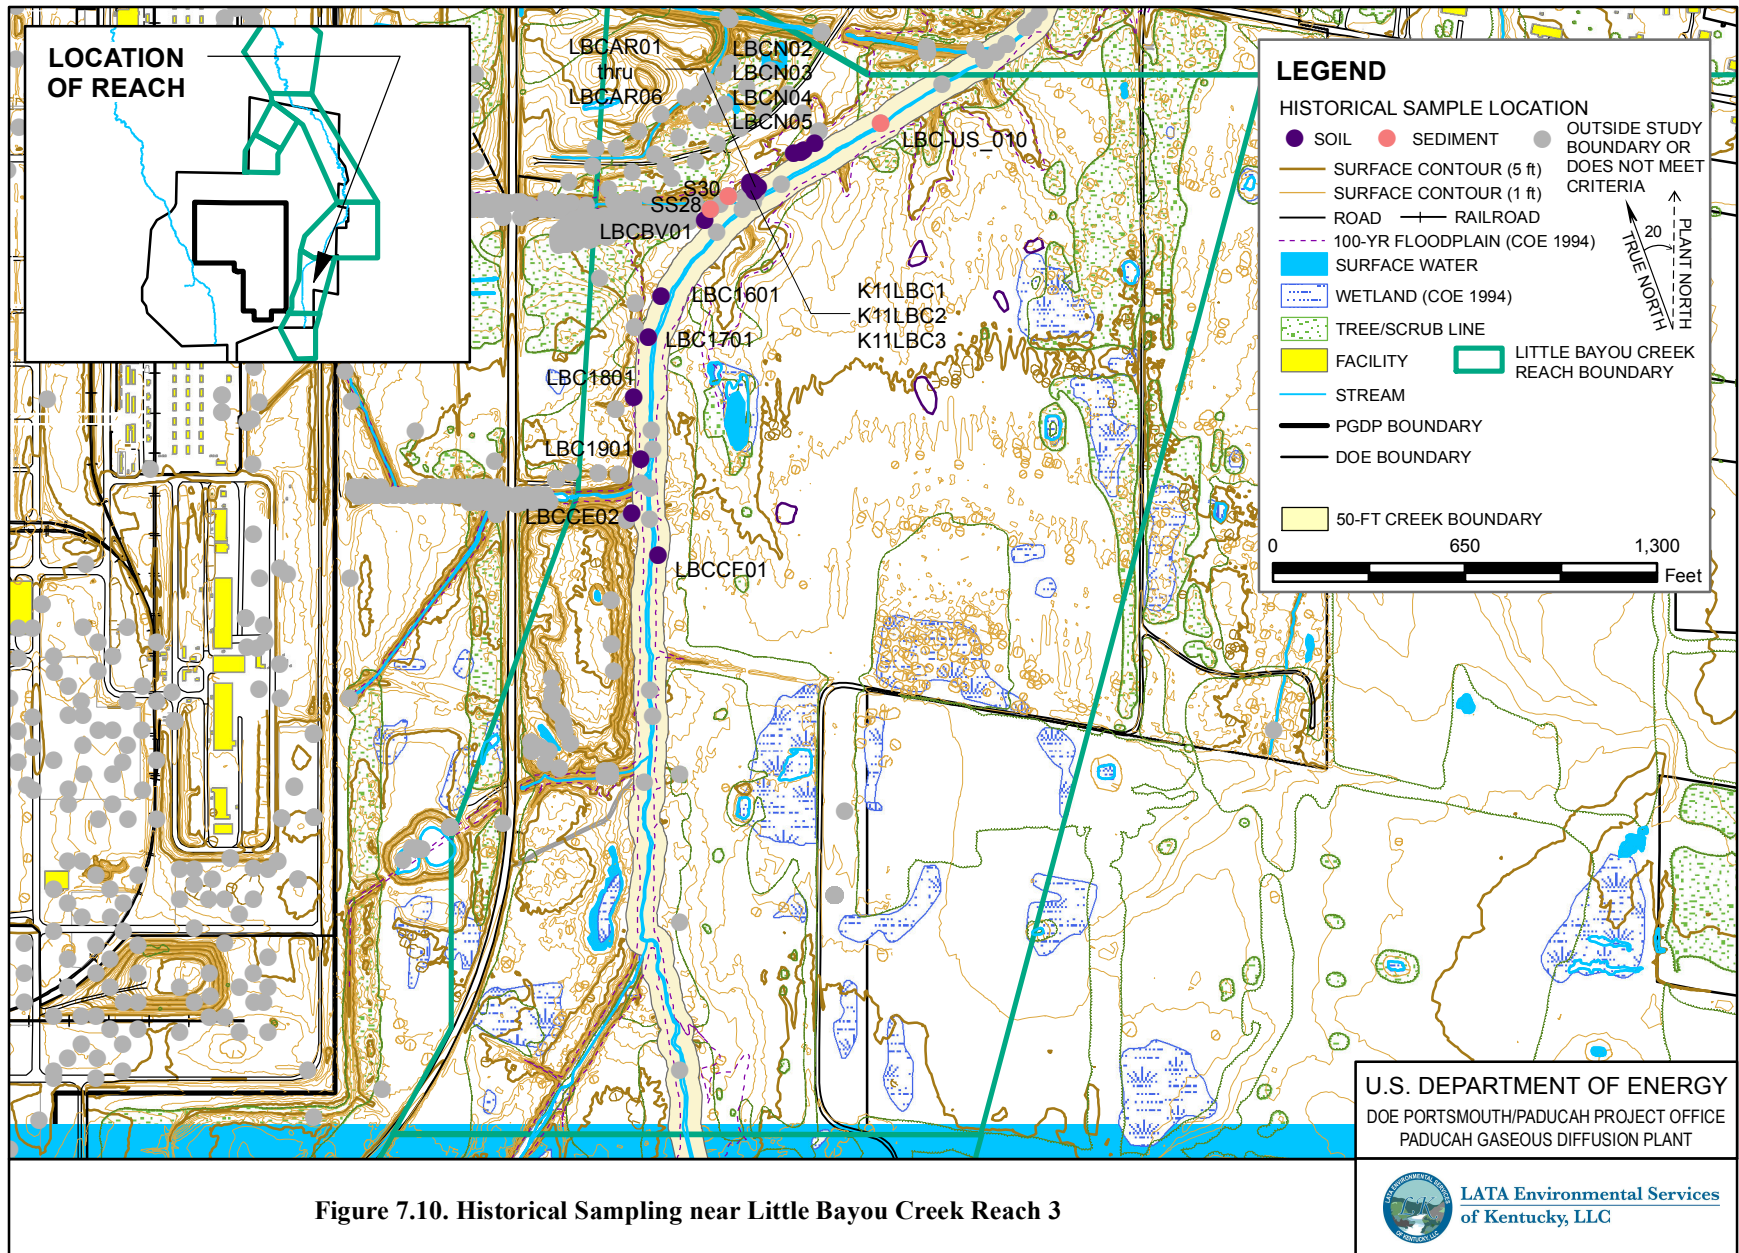 LOCATION
OF REACH
LBCAR01
thru
LBCAR06
LBCN02
LBCN03
LBCN04
LBCN05
LBC-US_010
S30
SS28
LBCBV01
LBC1601
LBC1701
LBC1801
LBC1901
LBCCE02
LBCCF01
K11LBC1
K11LBC2
K11LBC3
LEGEND
HISTORICAL SAMPLE LOCATION
SOIL SEDIMENT OUTSIDE STUDY
BOUNDARY OR
DOES NOT MEET
CRITERIA
SURFACE CONTOUR (5 ft)
SURFACE CONTOUR (1 ft)
ROAD RAILROAD
100-YR FLOODPLAIN (COE 1994)
SURFACE WATER
WETLAND (COE 1994)
TREE/SCRUB LINE
FACILITY
LITTLE BAYOU CREEK
REACH BOUNDARY
STREAM
PGDP BOUNDARY
DOE BOUNDARY
50-FT CREEK BOUNDARY
20
TRUE NORTH
PLANT NORTH
0 650 1,300
Feet
U.S. DEPARTMENT OF ENERGY
DOE PORTSMOUTH/PADUCAH PROJECT OFFICE
PADUCAH GASEOUS DIFFUSION PLANT
Figure 7.10. Historical Sampling near Little Bayou Creek Reach 3
LATA ENVIRONMENTAL SERVICES
OF KENTUCKY, LLC
LATA Environmental Services
of Kentucky, LLC